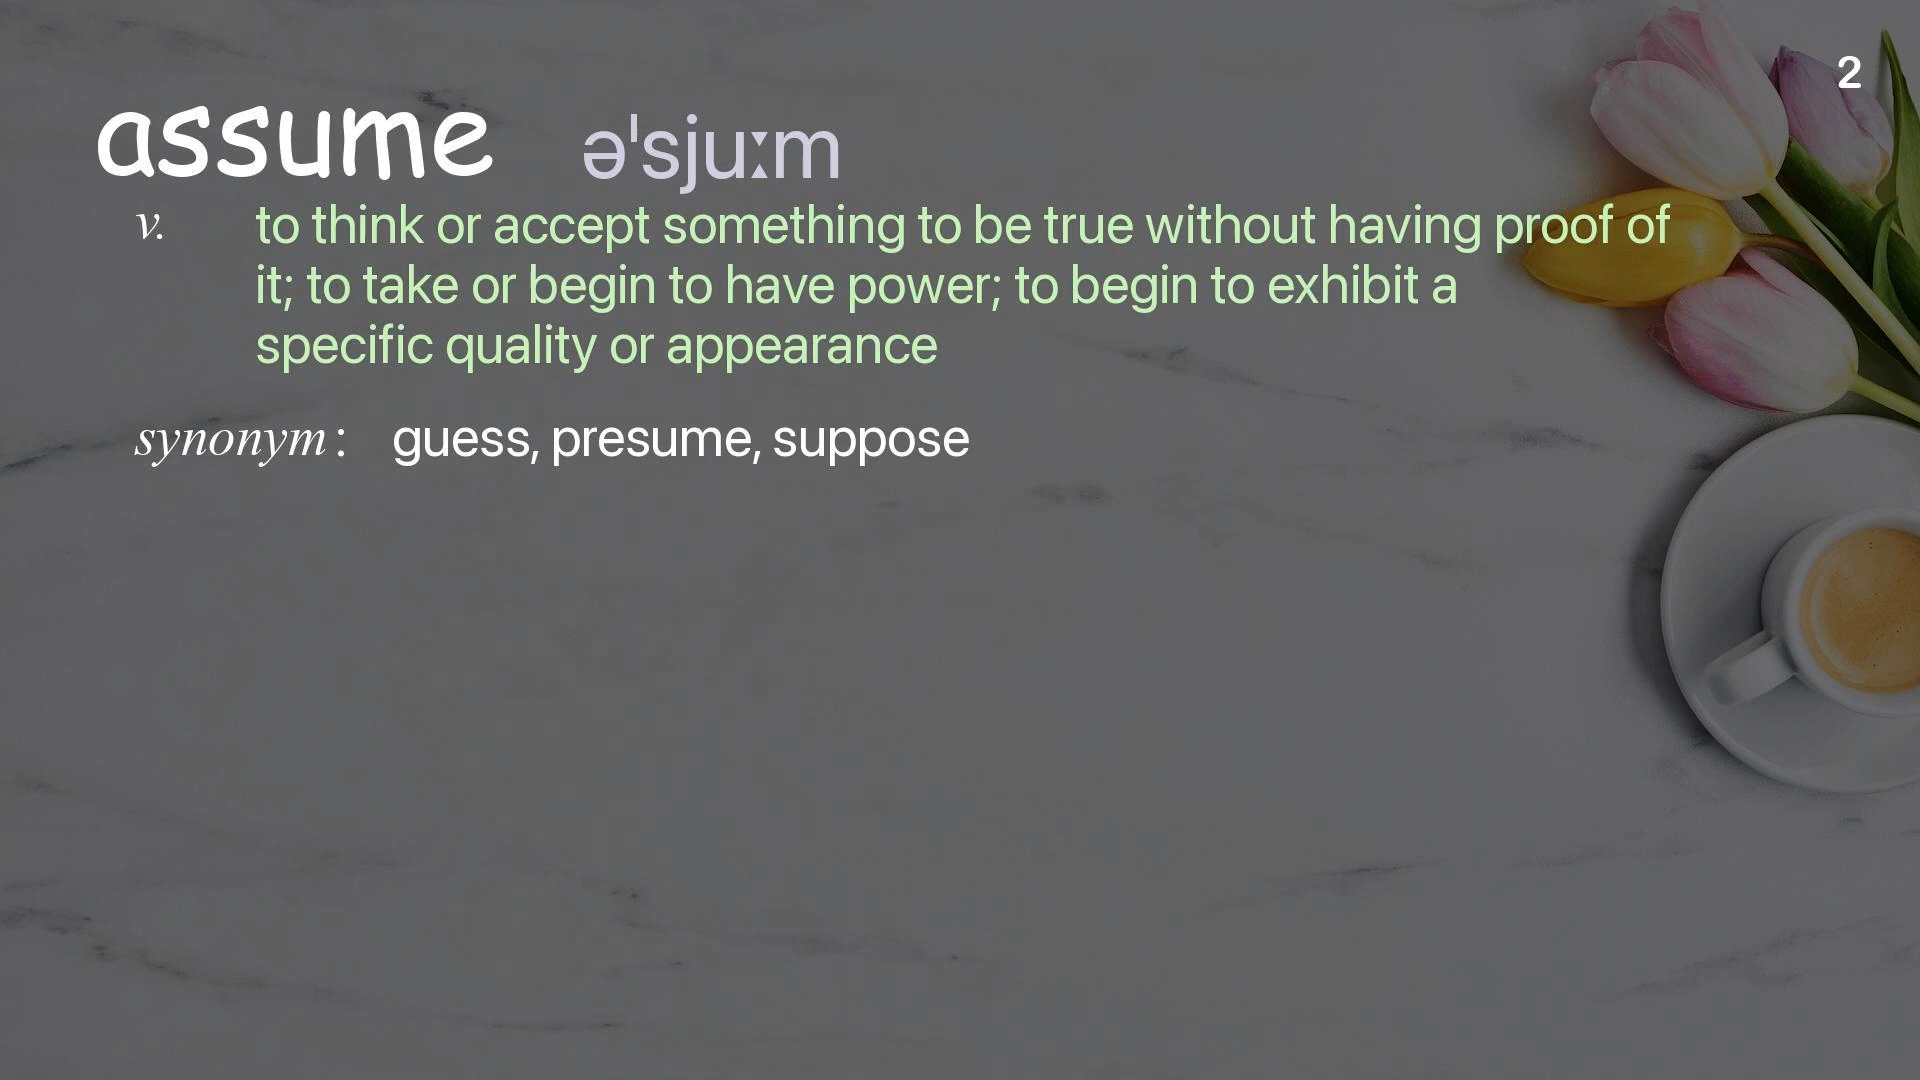 2
assume əˈsjuːm
v. to think or accept something to be true without having proof of
it; to take or begin to have power; to begin to exhibit a
specific quality or appearance
synonym : guess, presume, suppose